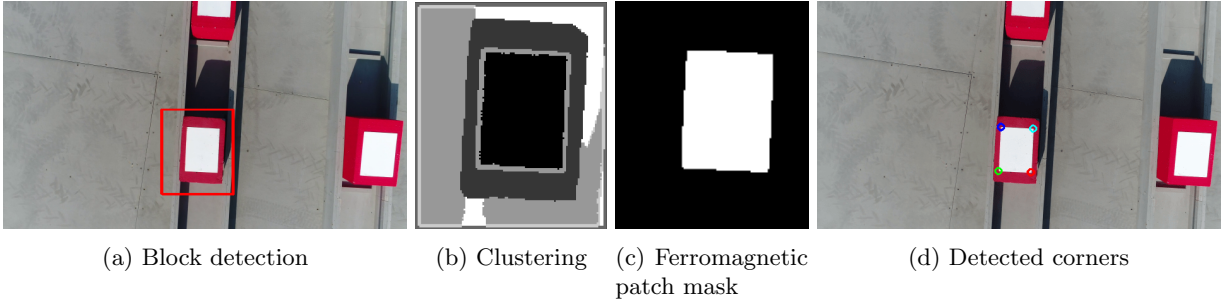 (a) Block detection
(b) Clustering
(c) Ferromagnetic
patch mask
(d) Detected corners